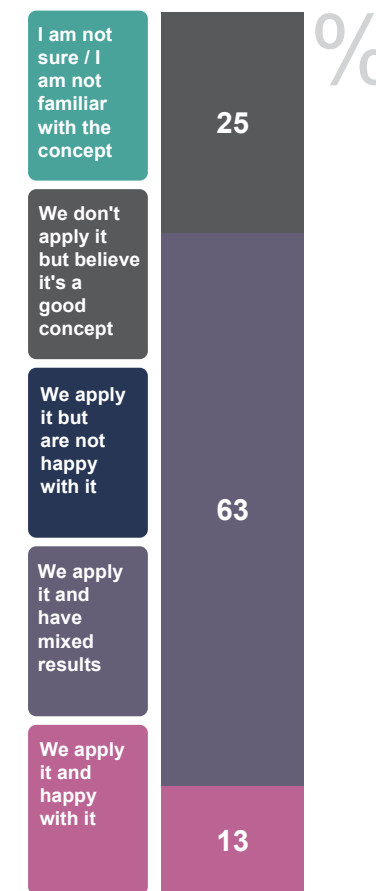 I am not
sure / I
am not
familiar
with the
concept
We don't
apply it
but believe
it's a
good
concept
We apply
it but
are not
happy
with it
We apply
it and
have
mixed
results
We apply
it and
happy
with it
%
25
63
13